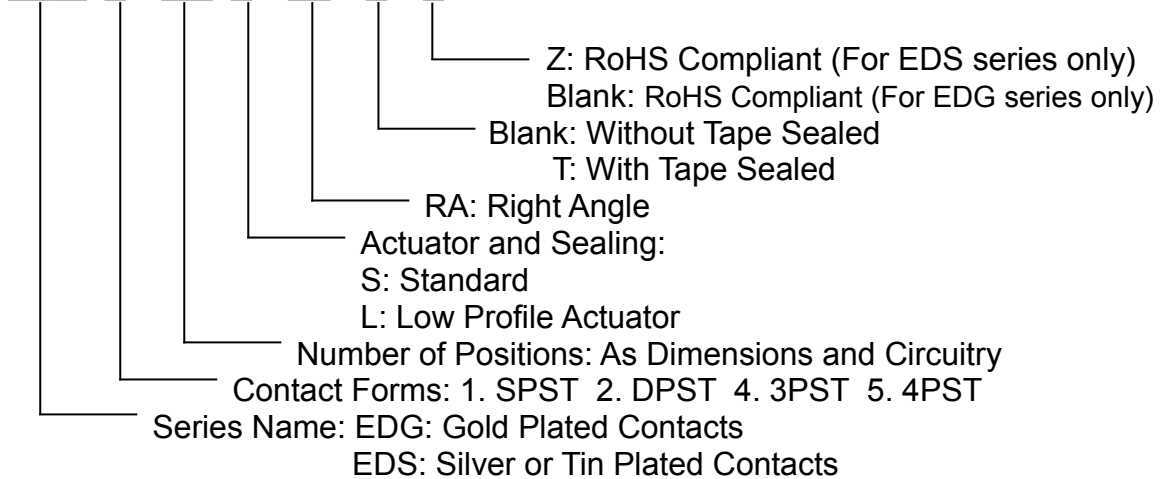 Z: RoHS Compliant (For EDS series only)
Blank: RoHS Compliant (For EDG series only)
Blank: Without Tape Sealed
T: With Tape Sealed
RA: Right Angle
Actuator and Sealing:
S: Standard
L: Low Profile Actuator
Number of Positions: As Dimensions and Circuitry
Contact Forms: 1. SPST 2. DPST 4. 3PST 5. 4PST
Series Name: EDG: Gold Plated Contacts
EDS: Silver or Tin Plated Contacts